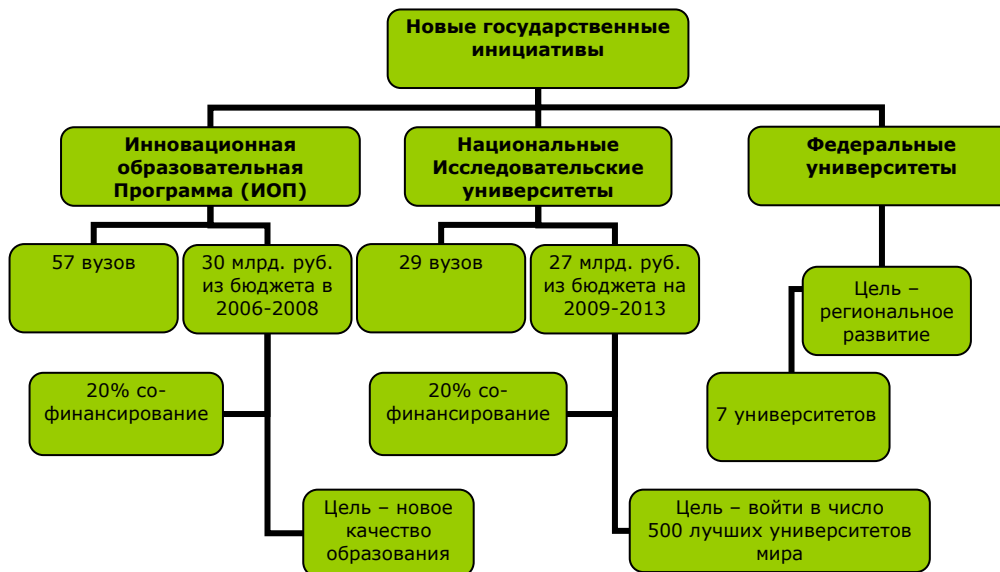 Новые государственные
инициативы
Инновационная
образовательная
Программа (ИОП)
Национальные
Исследовательские
университеты
Федеральные
университеты
57 вузов
30 млрд. руб.
из бюджета в
2006-2008
29 вузов
27 млрд. руб.
из бюджета на
2009-2013
Цель –
региональное
развитие
20% со-
финансирование
20% со-
финансирование
7 университетов
Цель – новое
качество
образования
Цель – войти в число
500 лучших университетов
мира